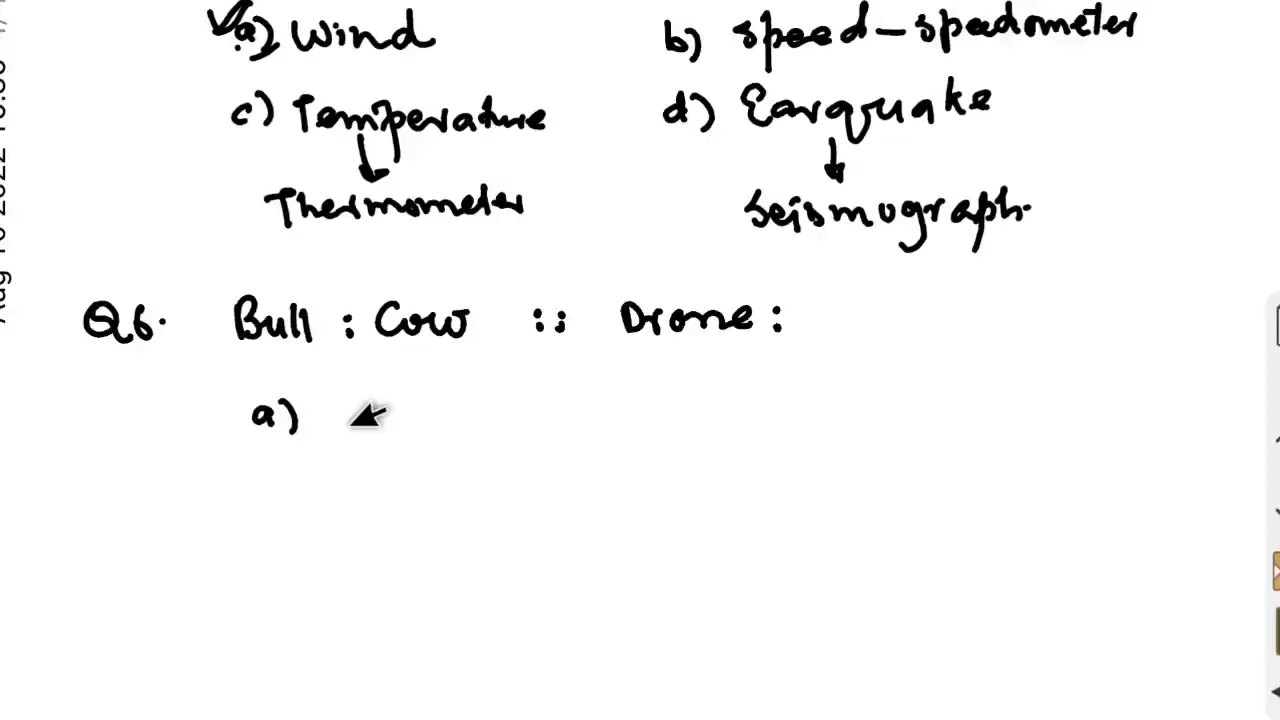 a) Wind b) speed - speedometer
c) Temperature d) Earquake
Thermometer Seismograph.
Q6. Bull : Cow :: Drone :
a)